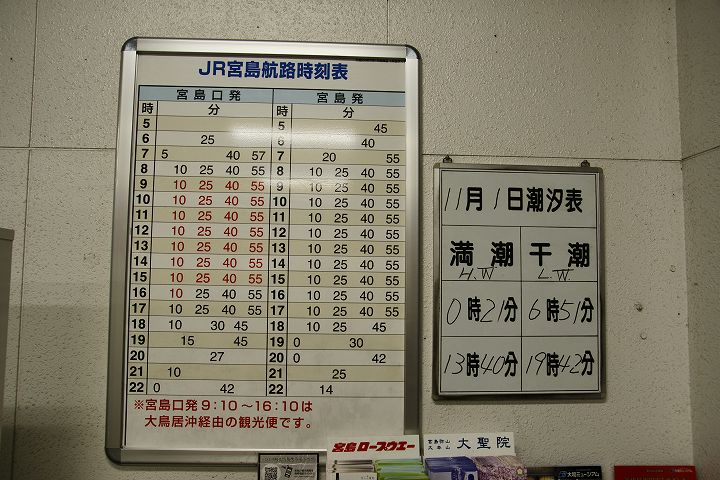 JR宮島航路時刻表
宮島口発 宮島発
時 分 時 分
5 5 45
6 25 6 40
7 5 40 57 7 20 55
8 10 25 40 55 8 10 25 40 55
9 10 25 40 55 9 10 25 40 55
10 10 25 40 55 10 10 25 40 55
11 10 25 40 55 11 10 25 40 55
12 10 25 40 55 12 10 25 40 55
13 10 25 40 55 13 10 25 40 55
14 10 25 40 55 14 10 25 40 55
15 10 25 40 55 15 10 25 40 55
16 10 25 40 55 16 10 25 40 55
17 10 25 40 55 17 10 25 40 55
18 10 30 45 18 10 25 45
19 15 45 19 0 30
20 27 20 0 42
21 10 21 25
22 0 42 22 14
※宮島口発9:10～16:10は
大鳥居沖経由の観光便です。
11月1日潮汐表
満潮 干潮
H.W. L.W.
0時21分 6時51分
13時40分 19時42分
宮島ロープウエー
大聖院
大和ミュージアム